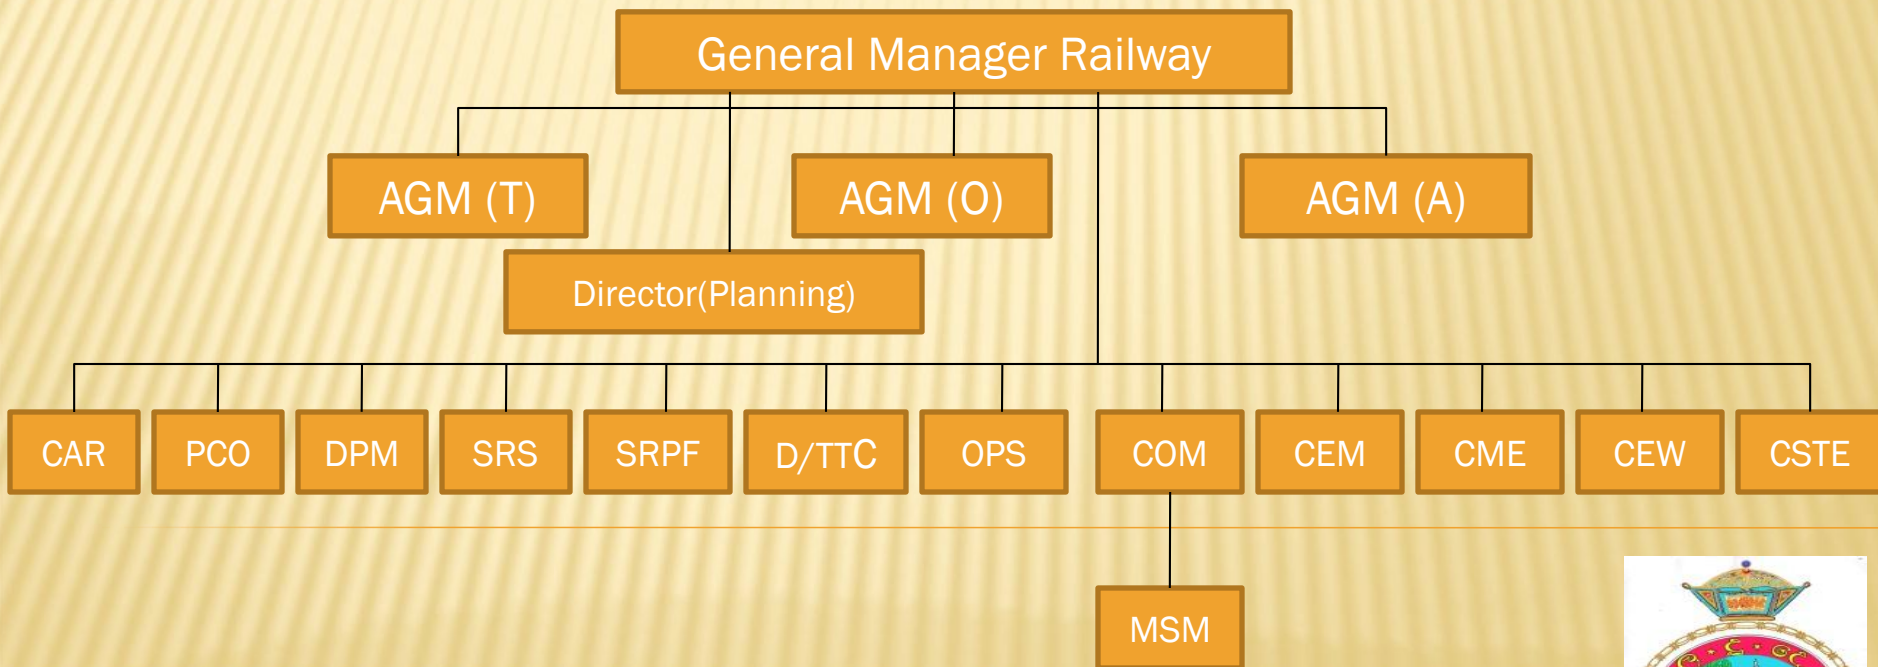 General Manager Railway
AGM (T)
AGM (O)
AGM (A)
Director(Planning)
CAR
PCO
DPM
SRS
SRPF
D/TTC
OPS
COM
CEM
CME
CEW
CSTE
MSM